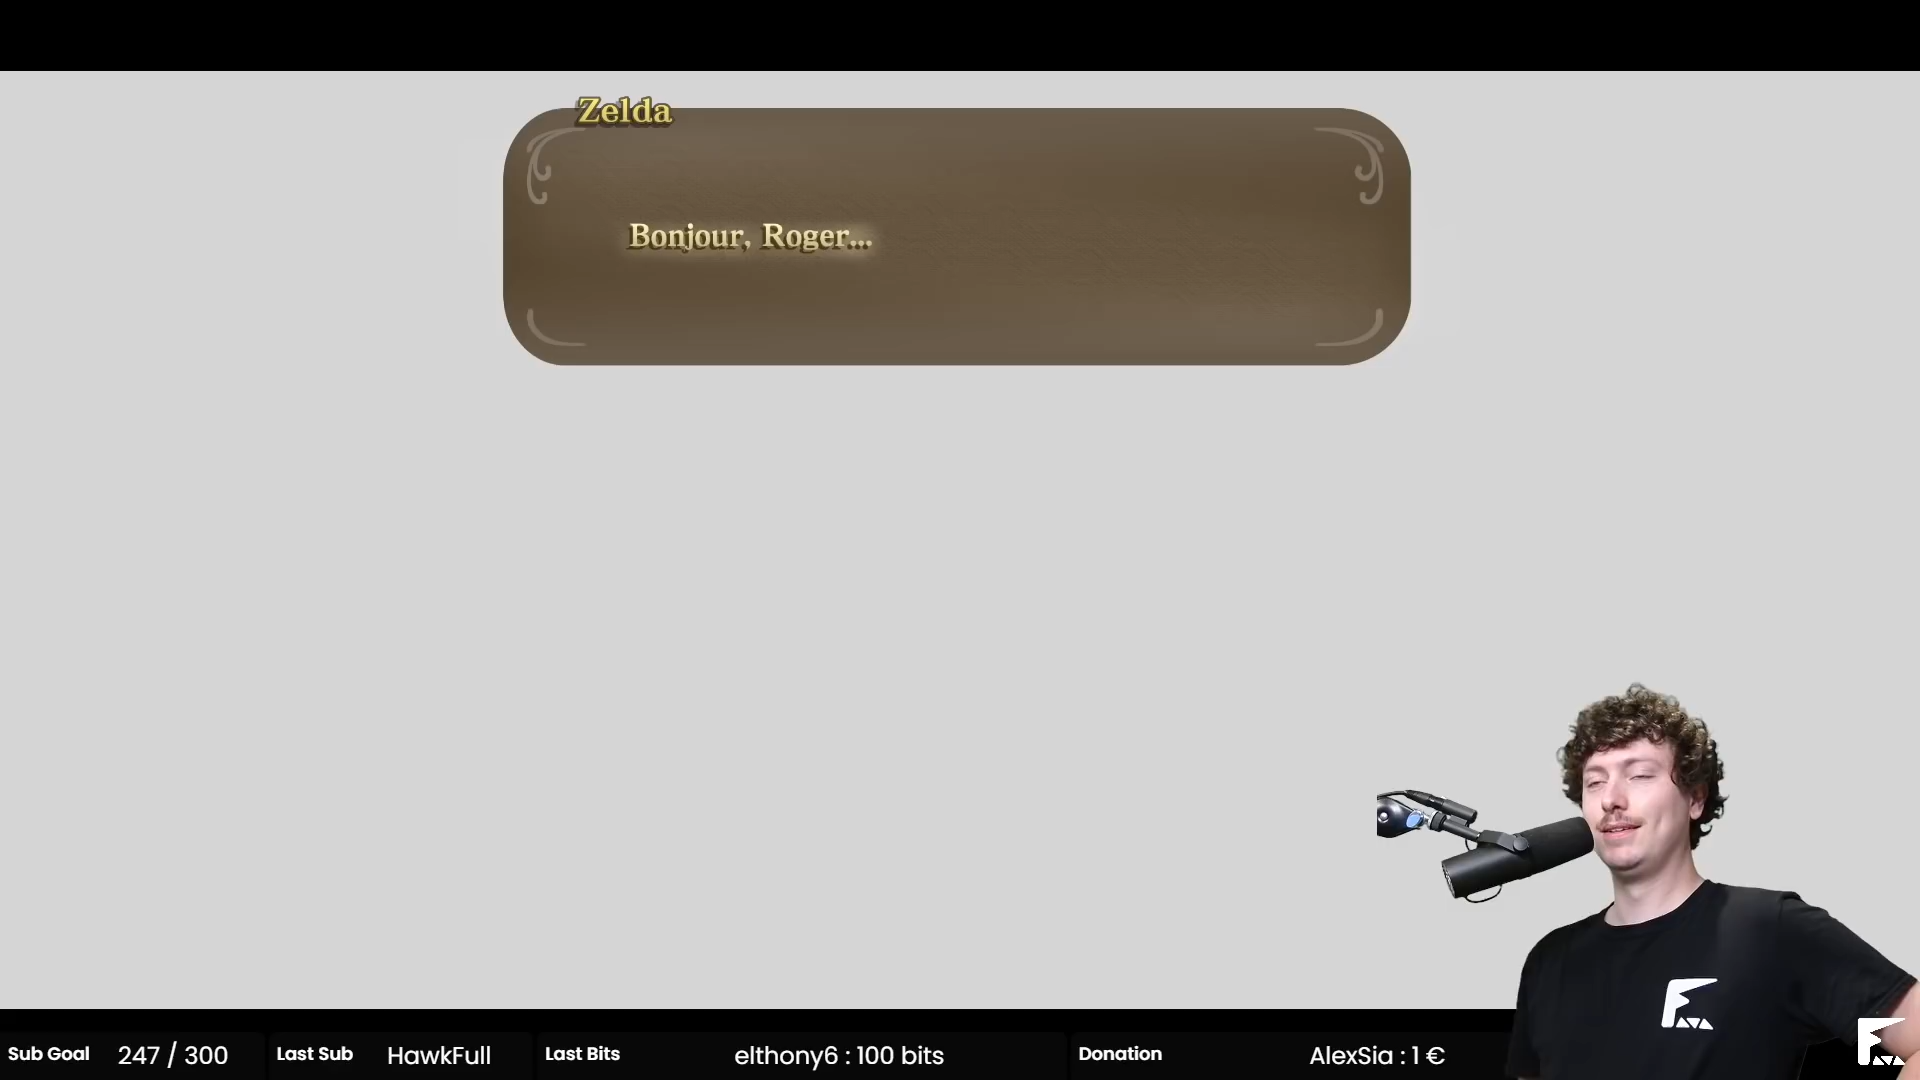 Zelda
Bonjour, Roger...
Sub Goal 247 / 300 Last Sub HawkFull Last Bits elthony6 : 100 bits Donation AlexSia : 1 €